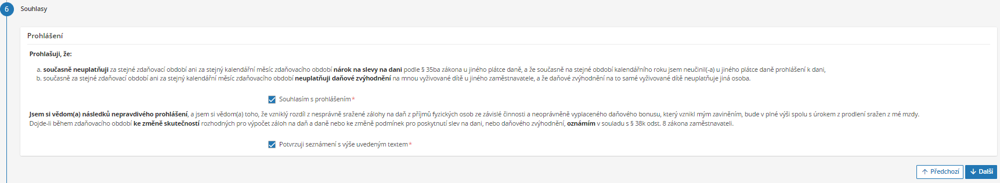 6 Souhlasy
Prohlášení
Prohlašuji, že:
a. současně neuplatňuji za stejné zdaňovací období ani za stejný kalendářní měsíc zdaňovacího období nárok na slevy na dani podle § 35ba zákona u jiného plátce daně, a že současně na stejné období kalendářního roku jsem neučinil(-a) u jiného plátce daně prohlášení k dani,
b. současně za stejné zdaňovací období ani za stejný kalendářní měsíc zdaňovacího období neuplatňuji daňové zvýhodnění na mnou vyživované dítě u jiného zaměstnavatele, a že daňové zvýhodnění na to samé vyživované dítě neuplatňuje jiná osoba.
Souhlasím s prohlášením*
Jsem si vědom(a) následků nepravdivého prohlášení, a jsem si vědom(a) toho, že vzniklý rozdíl z nesprávně sražené zálohy na daň z příjmů fyzických osob ze závislé činnosti a neoprávněně vyplaceného daňového bonusu, který vznikl mým zaviněním, bude v plné výši spolu s úrokem z prodlení sražen z mé mzdy.
Dojde-li během zdaňovacího období ke změně skutečností rozhodných pro výpočet záloh na daň a daně nebo ke změně podmínek pro poskytnutí slev na dani, nebo daňového zvýhodnění, oznámím v souladu s § 38k odst. 8 zákona zaměstnavateli.
Potvrzuji seznámení s výše uvedeným textem*
Předchozí Další